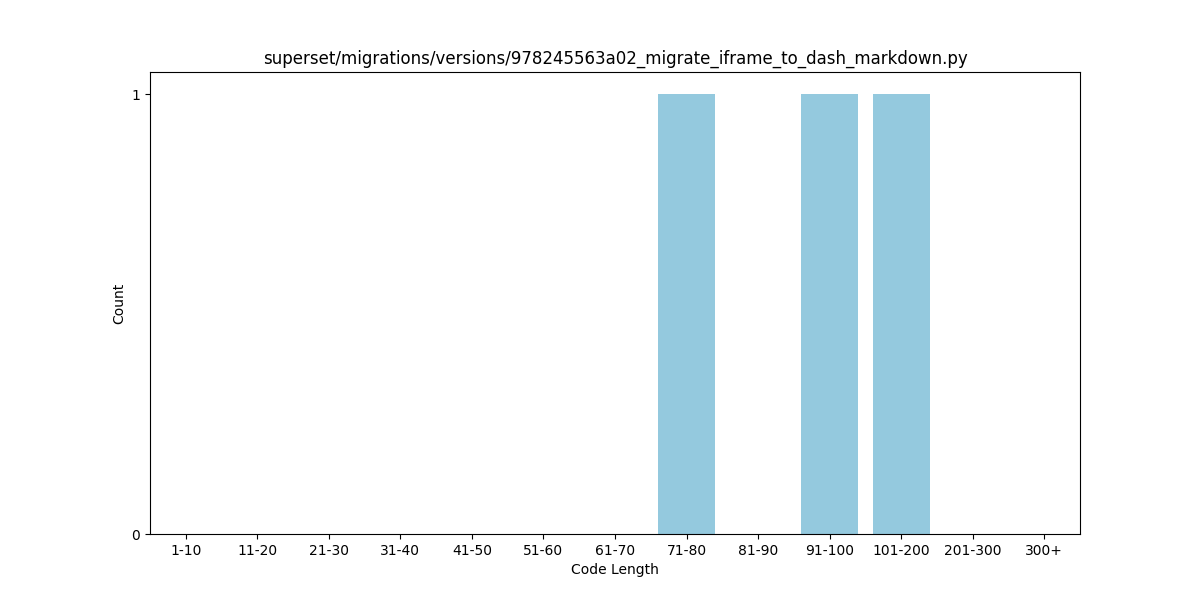 superset/migrations/versions/978245563a02_migrate_iframe_to_dash_markdown.py
1
Count
0
1-10 11-20 21-30 31-40 41-50 51-60 61-70 71-80 81-90 91-100 101-200 201-300 300+
Code Length